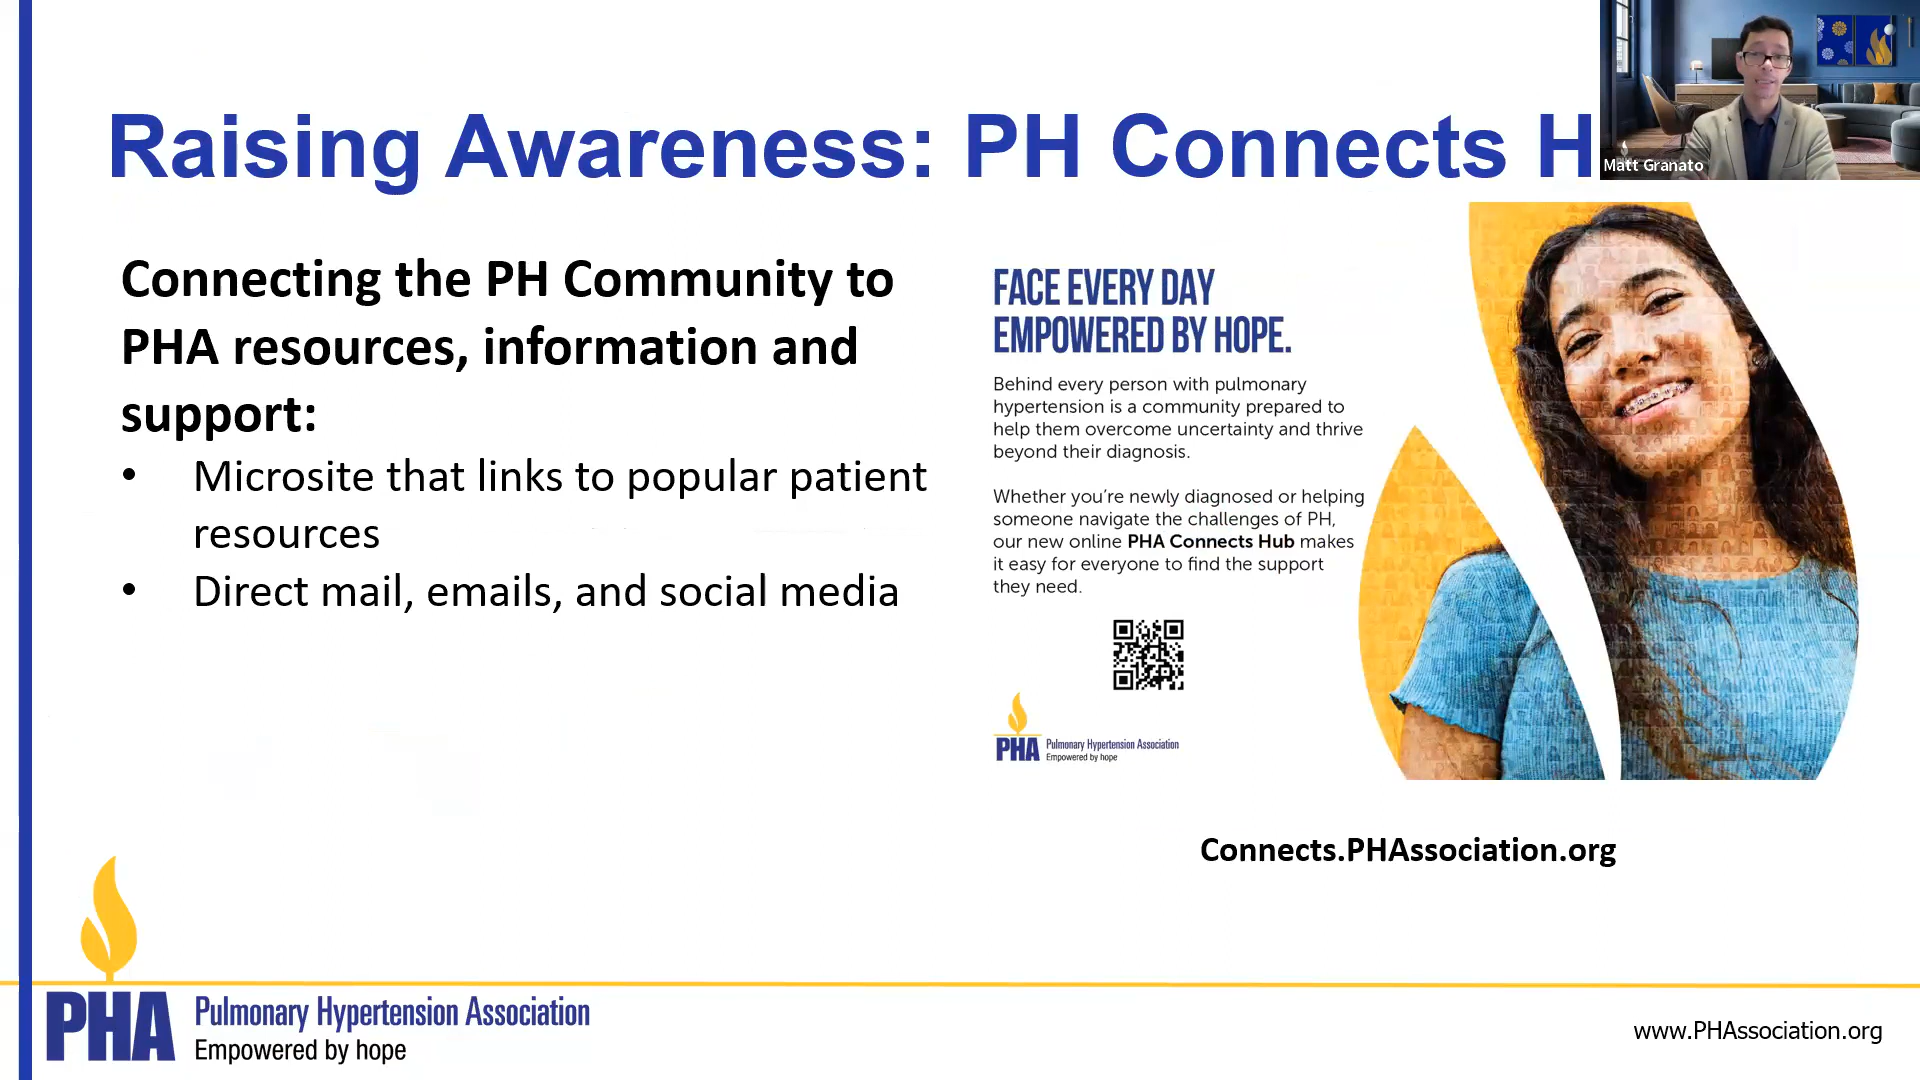 Raising Awareness: PH Connects H
Matt Granato
Connecting the PH Community to
PHA resources, information and
support:
• Microsite that links to popular patient
resources
• Direct mail, emails, and social media
FACE EVERY DAY
EMPOWERED BY HOPE.
Behind every person with pulmonary
hypertension is a community prepared to
help them overcome uncertainty and thrive
beyond their diagnosis.
Whether you’re newly diagnosed or helping
someone navigate the challenges of PH,
our new online PHA Connects Hub makes
it easy for everyone to find the support
they need.
PHA Pulmonary Hypertension Association
Empowered by hope
Connects.PHAssociation.org
PHA Pulmonary Hypertension Association
Empowered by hope
www.PHAssociation.org